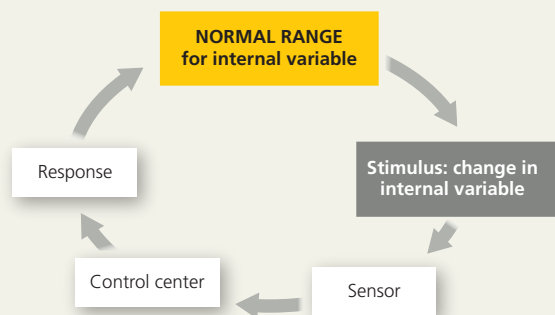 NORMAL RANGE
for internal variable
Stimulus: change in
internal variable
Sensor
Control center
Response